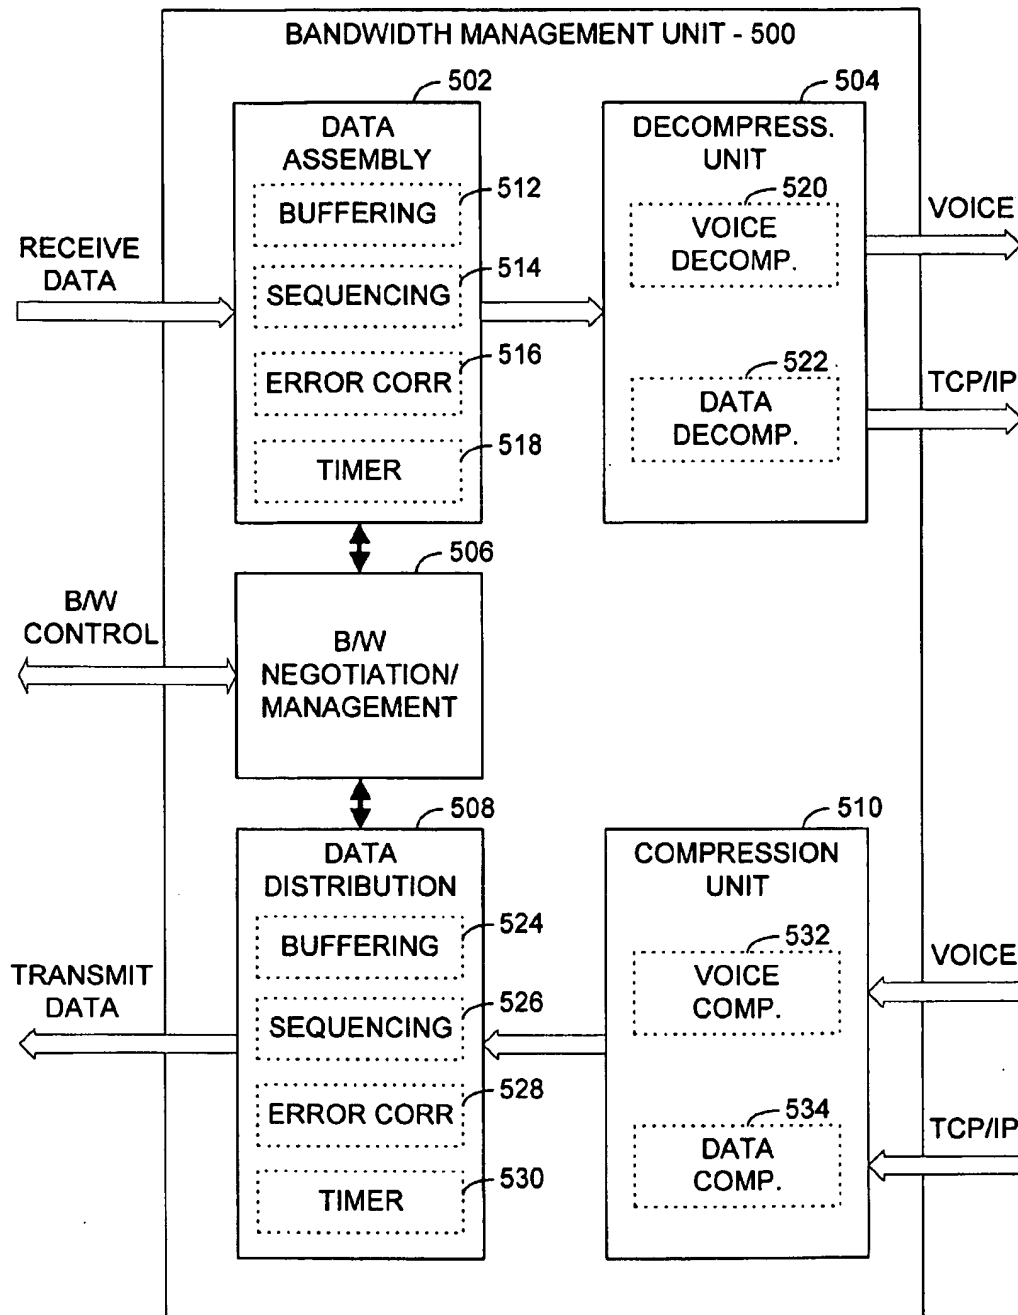 BANDWIDTH MANAGEMENT UNIT - 500
502
DATA
ASSEMBLY
512
BUFFERING
514
SEQUENCING
516
ERROR CORR
518
TIMER
504
DECOMPRESS.
UNIT
520
VOICE
DECOMP.
522
DATA
DECOMP.
VOICE
TCP/IP
RECEIVE
DATA
506
B/W
NEGOTIATION/
MANAGEMENT
B/W
CONTROL
508
DATA
DISTRIBUTION
524
BUFFERING
526
SEQUENCING
528
ERROR CORR
530
TIMER
510
COMPRESSION
UNIT
532
VOICE
COMP.
534
DATA
COMP.
VOICE
TCP/IP
TRANSMIT
DATA